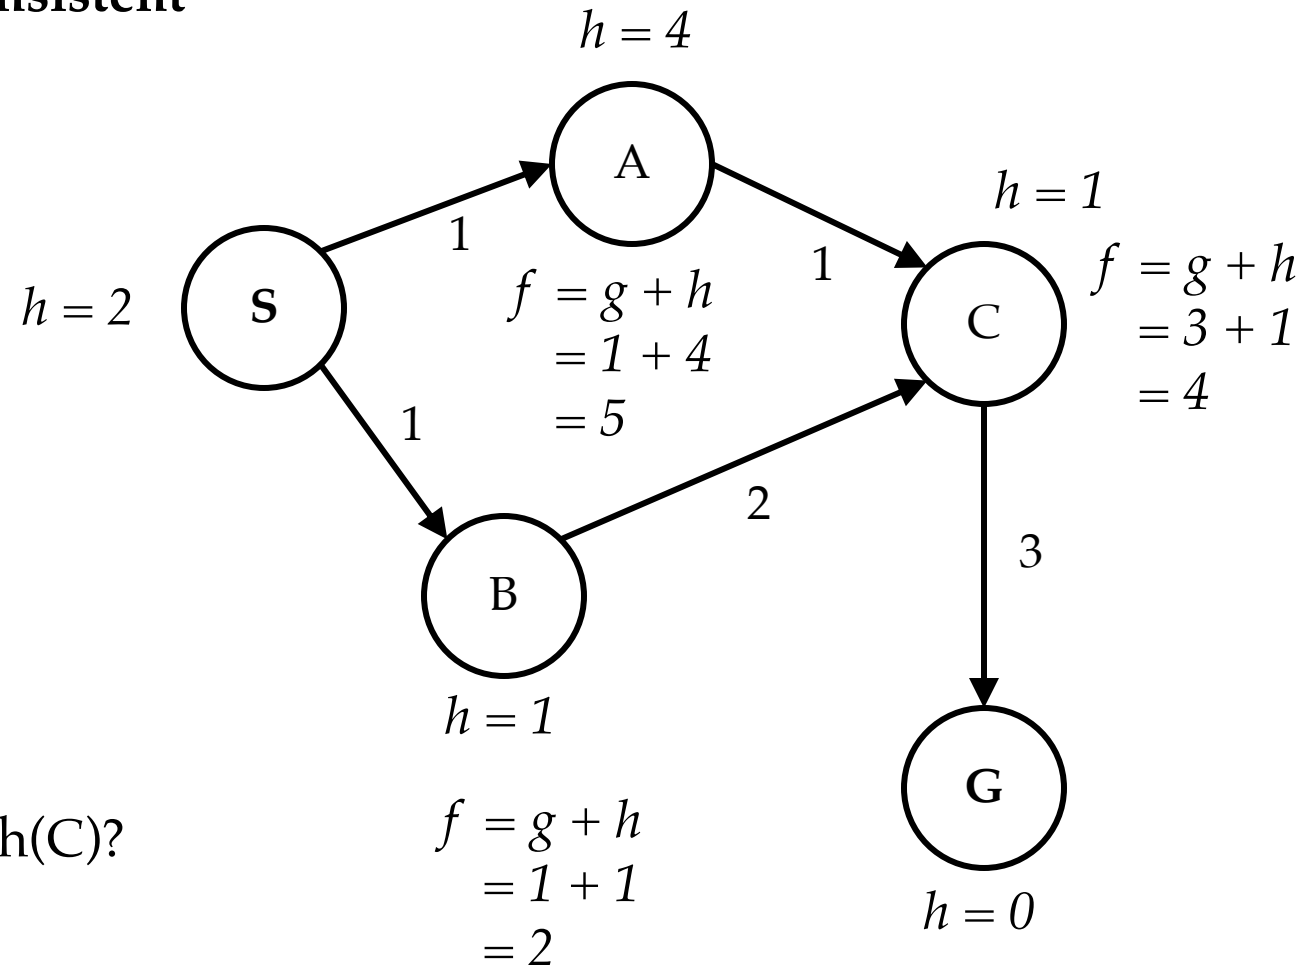 h = 4
A
h = 1
1
S
h = 2
1
f = g + h
= 1 + 4
= 5
C
f = g + h
= 3 + 1
= 4
1
2
3
B
h = 1
G
h(C)?
f = g + h
= 1 + 1
= 2
h = 0